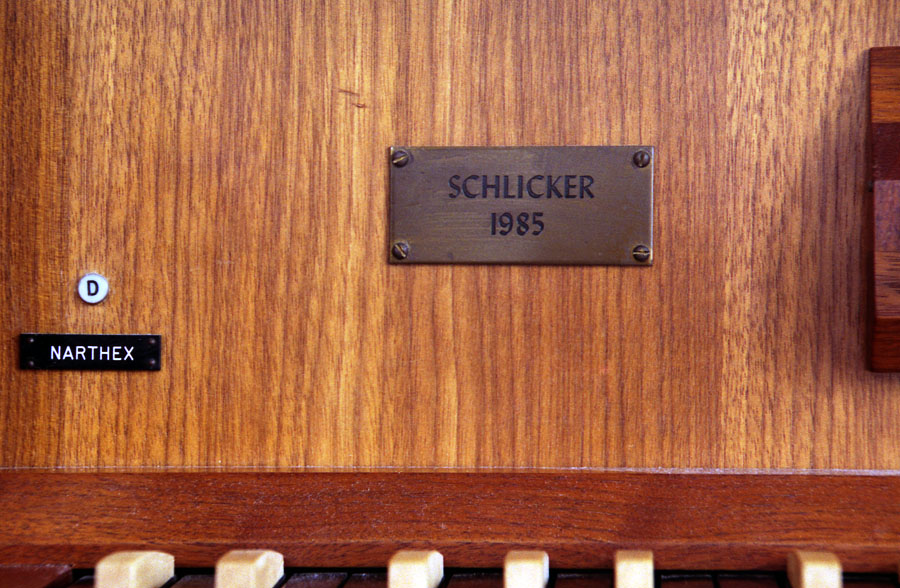 SCHLICKER
1985
D
NARTHEX